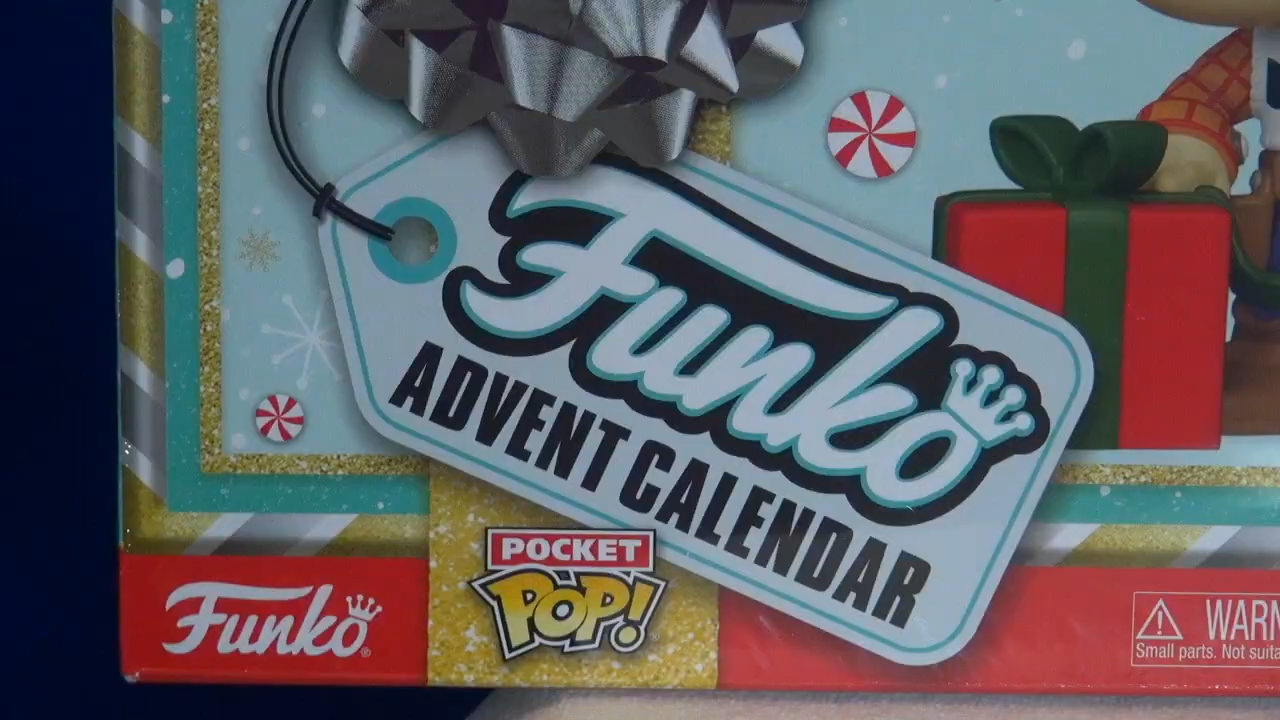 Funko
ADVENT CALENDAR
POCKET
POP!
Funko®
WARN
Small parts. Not suita